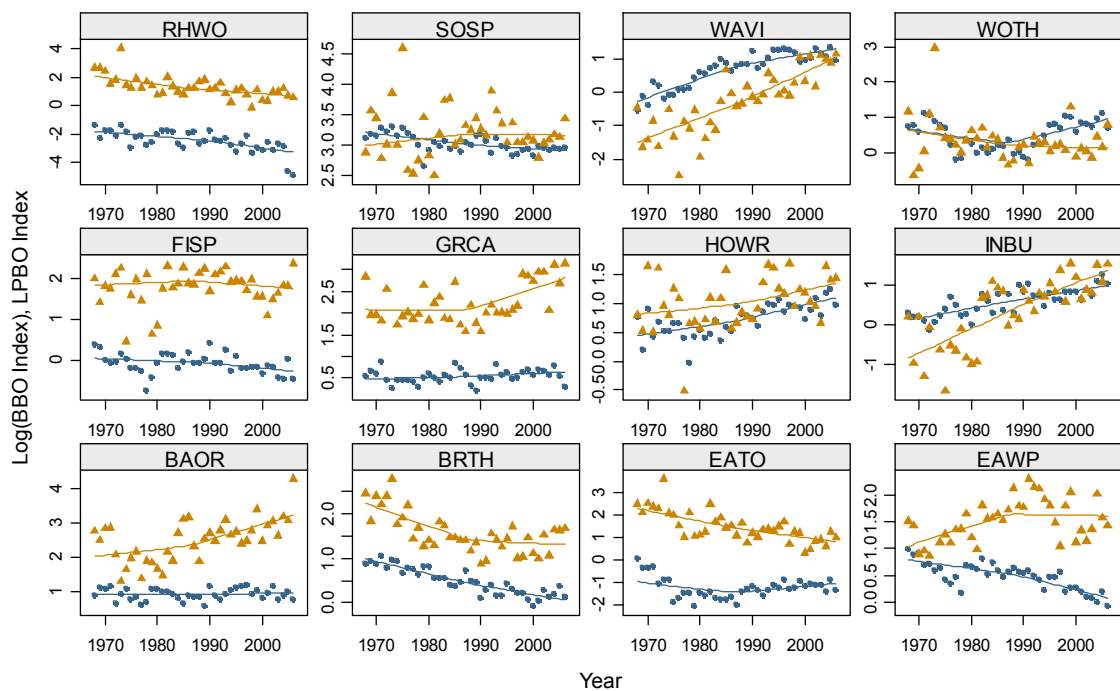 RHWO SOSP WAVI WOTH
4 2 0 -2 -4
4.5 4.0 3.5 3.0 2.5
1 0 -1 -2
3 2 1 0
1970 1980 1990 2000 1970 1980 1990 2000 1970 1980 1990 2000 1970 1980 1990 2000
FISP GRCA HOWR INBU
2 1 0
2.5 1.5 0.5
1.5 1.0 0.5 0.0 -0.5
1 0 -1
1970 1980 1990 2000 1970 1980 1990 2000 1970 1980 1990 2000 1970 1980 1990 2000
BAOR BRTH EATO EAWP
4 3 2 1
2.0 1.0 0.0
3 2 1 0 -1 -2
2.0 1.5 1.0 0.5 0.0
1970 1980 1990 2000 1970 1980 1990 2000 1970 1980 1990 2000 1970 1980 1990 2000
Log(BBO Index), LPBO Index
Year